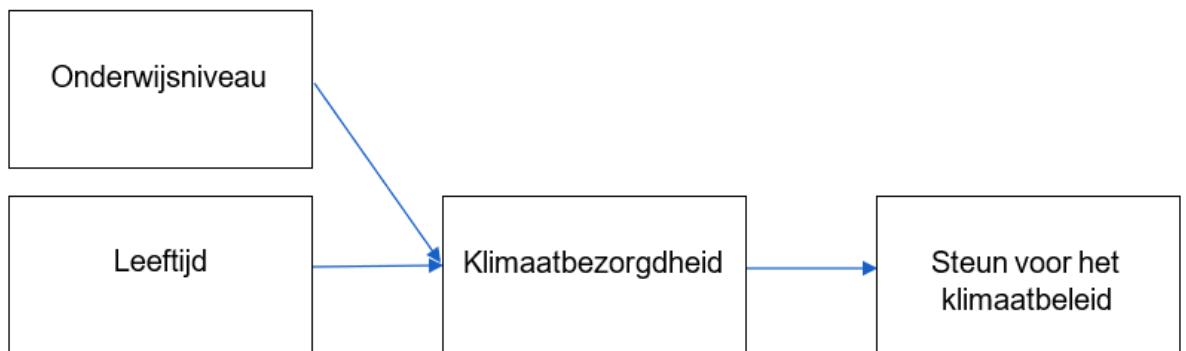 Onderwijsniveau
Leeftijd
Klimaatbezorgdheid
Steun voor het
klimaatbeleid